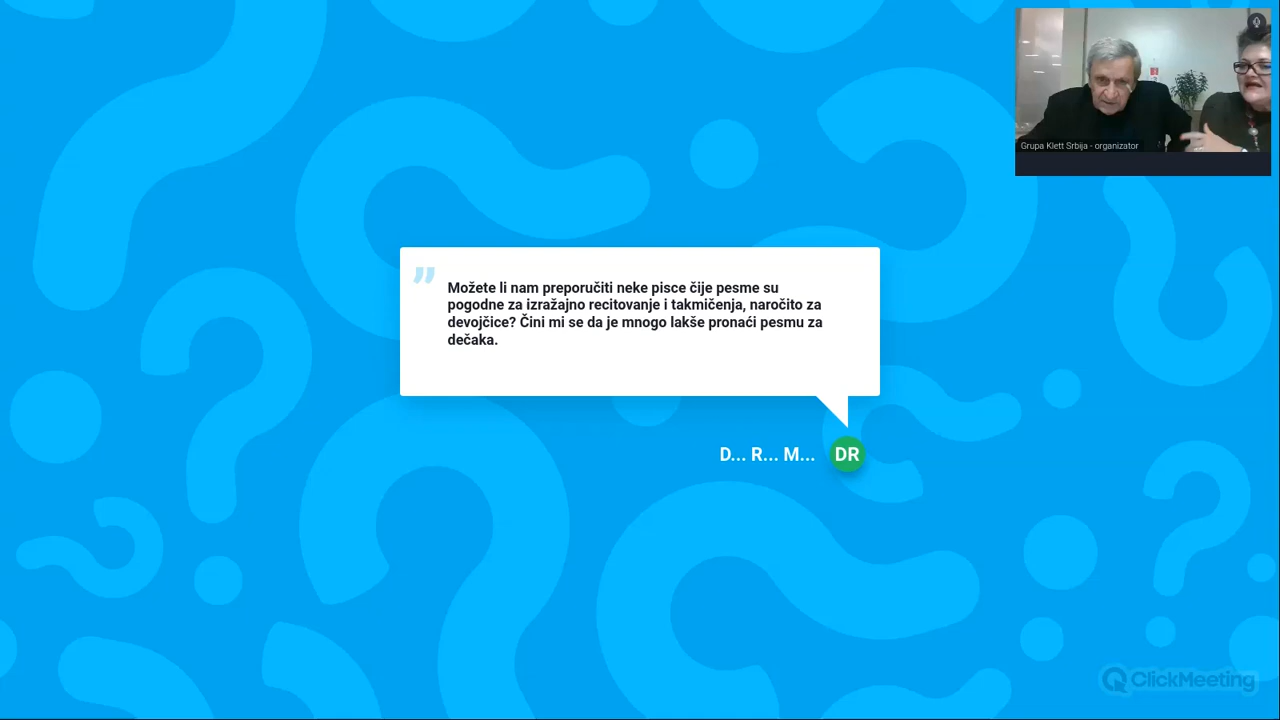 Grupa Klett Srbija - organizator
Možete li nam preporučiti neke pisce čije pesme su
pogodne za izražajno recitovanje i takmičenja, naročito za
devojčice? Čini mi se da je mnogo lakše pronaći pesmu za
dečaka.
D... R... M... DR
ClickMeeting